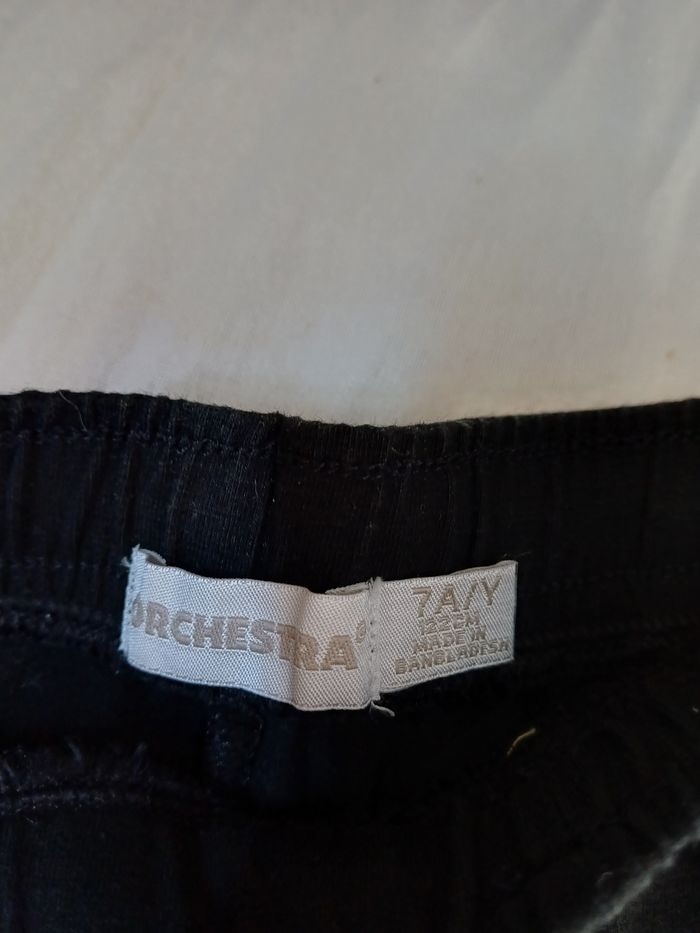 ORCHESTRA®
7A/Y
122CM
MADE IN
BANGLADESH